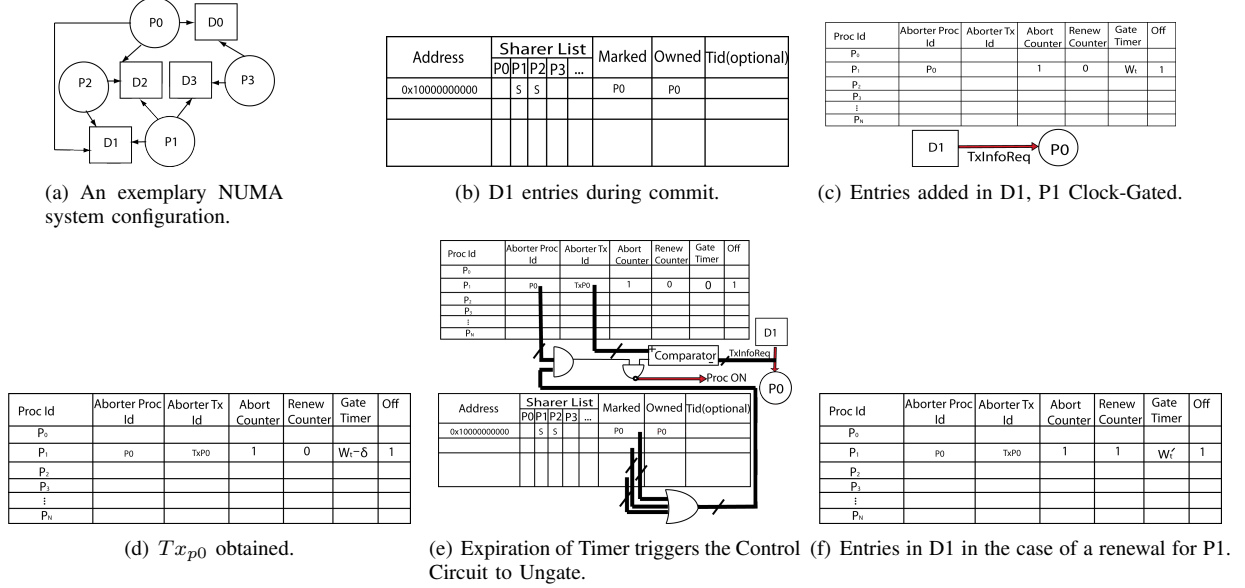 P0
D0
P2
D2
D3
P3
D1
P1
(a) An exemplary NUMA
system configuration.
Address
Sharer List
Marked
Owned
Tid(optional)
P0 P1 P2 P3 ...
0x10000000000 S S P0 P0
(b) D1 entries during commit.
Proc Id
Aborter Proc Id
Aborter Tx Id
Abort Counter
Renew Counter
Gate Timer
Off
P₀
P₁ P₀ 1 0 Wₜ 1
P₂
P₃
⋮
Pɴ
D1
TxInfoReq
P0
(c) Entries added in D1, P1 Clock-Gated.
Proc Id
Aborter Proc Id
Aborter Tx Id
Abort Counter
Renew Counter
Gate Timer
Off
P₀
P₁ P0 TxP0 1 0 Wₜ-δ 1
P₂
P₃
⋮
Pɴ
(d) Tx_{p0} obtained.
Proc Id
Aborter Proc Id
Aborter Tx Id
Abort Counter
Renew Counter
Gate Timer
Off
P₀
P₁ P0 TxP0 1 0 0 1
P₂
P₃
⋮
Pɴ
D1
+
Comparator
-
TxInfoReq
Proc ON
P0
Address
Sharer List
Marked
Owned
Tid(optional)
P0 P1 P2 P3 ...
0x10000000000 S S P0 P0
(e) Expiration of Timer triggers the Control
Circuit to Ungate.
Proc Id
Aborter Proc Id
Aborter Tx Id
Abort Counter
Renew Counter
Gate Timer
Off
P₀
P₁ P0 TxP0 1 1 Wₜ′ 1
P₂
P₃
⋮
Pɴ
(f) Entries in D1 in the case of a renewal for P1.